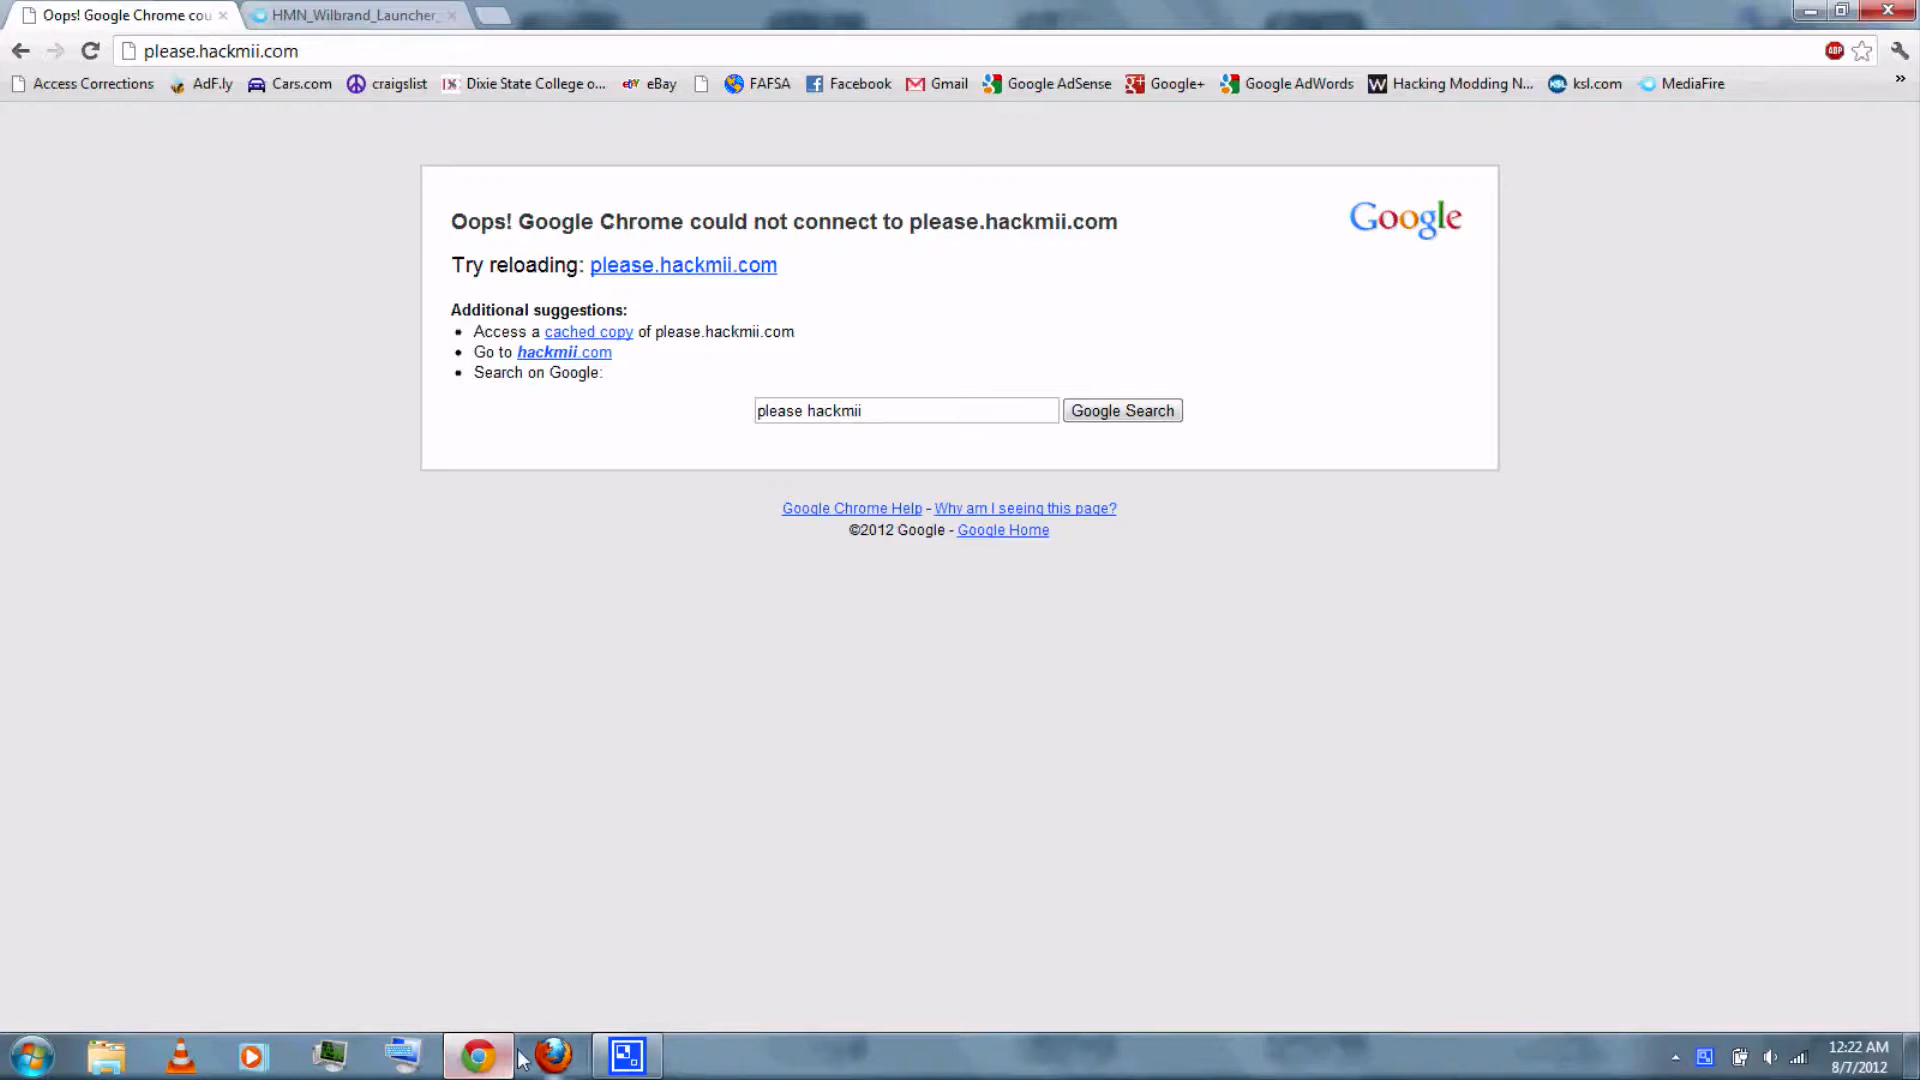 Oops! Google Chrome cou
HMN_Wilbrand_Launcher_
please.hackmii.com
ABP
Access Corrections
AdF.ly
Cars.com
craigslist
Dixie State College o...
eBay
FAFSA
Facebook
Gmail
Google AdSense
Google+
Google AdWords
Hacking Modding N...
ksl.com
MediaFire
Oops! Google Chrome could not connect to please.hackmii.com
Google
Try reloading: please.hackmii.com
Additional suggestions:
Access a cached copy of please.hackmii.com
Go to hackmii.com
Search on Google:
please hackmii
Google Search
Google Chrome Help - Why am I seeing this page?
©2012 Google - Google Home
12:22 AM
8/7/2012